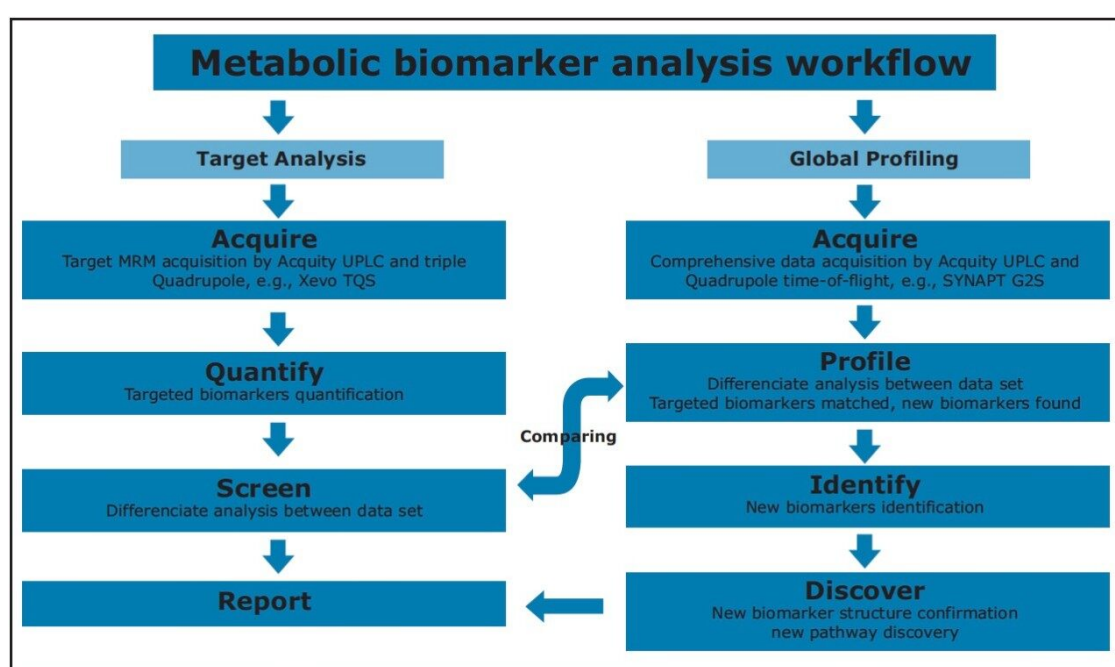 Metabolic biomarker analysis workflow
Target Analysis
Acquire
Target MRM acquisition by Acquity UPLC and triple
Quadrupole, e.g., Xevo TQS
Quantify
Targeted biomarkers quantification
Screen
Differenciate analysis between data set
Report
Comparing
Global Profiling
Acquire
Comprehensive data acquisition by Acquity UPLC and
Quadrupole time-of-flight, e.g., SYNAPT G2S
Profile
Differenciate analysis between data set
Targeted biomarkers matched, new biomarkers found
Identify
New biomarkers identification
Discover
New biomarker structure confirmation
new pathway discovery